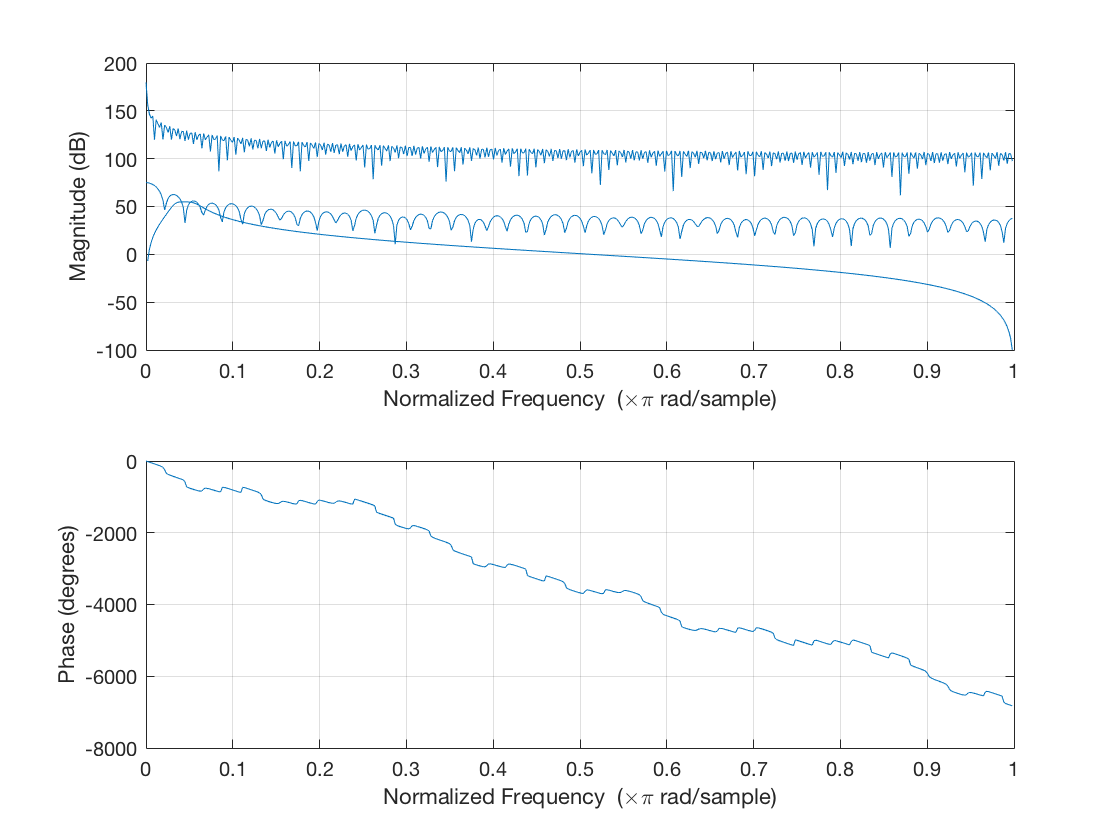 200
150
100
50
0
-50
-100
Magnitude (dB)
0 0.1 0.2 0.3 0.4 0.5 0.6 0.7 0.8 0.9 1
Normalized Frequency (×π rad/sample)
0
-2000
-4000
-6000
-8000
Phase (degrees)
0 0.1 0.2 0.3 0.4 0.5 0.6 0.7 0.8 0.9 1
Normalized Frequency (×π rad/sample)